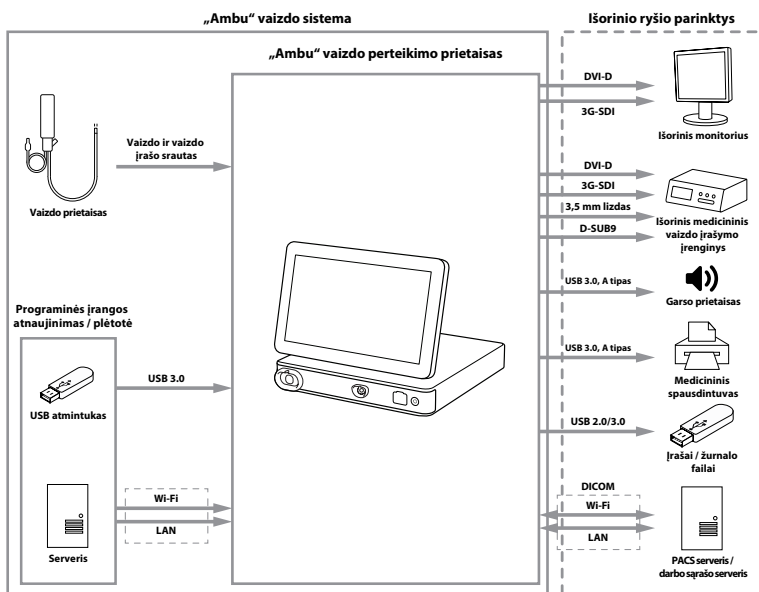 „Ambu“ vaizdo sistema
Išorinio ryšio parinktys
„Ambu“ vaizdo perteikimo prietaisas
Vaizdo ir vaizdo
įrašo srautas
Vaizdo prietaisas
Programinės įrangos
atnaujinimas / plėtotė
USB 3.0
USB atmintukas
Wi-Fi
LAN
Serveris
DVI-D
3G-SDI
Išorinis monitorius
DVI-D
3G-SDI
3,5 mm lizdas
D-SUB9
Išorinis medicininis
vaizdo įrašymo
įrenginys
USB 3.0, A tipas
Garso prietaisas
USB 3.0, A tipas
Medicininis
spausdintuvas
USB 2.0/3.0
Įrašai / žurnalo
failai
DICOM
Wi-Fi
LAN
PACS serveris /
darbo sąrašo serveris